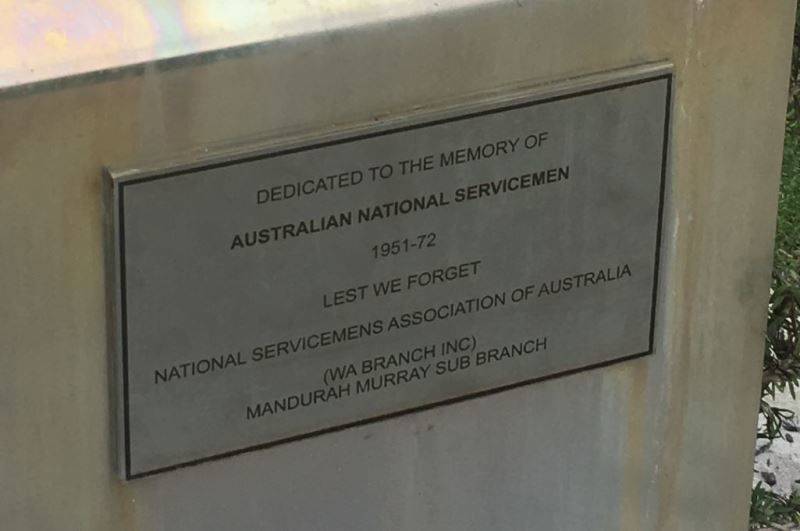 DEDICATED TO THE MEMORY OF
AUSTRALIAN NATIONAL SERVICEMEN
1951-72
LEST WE FORGET
NATIONAL SERVICEMENS ASSOCIATION OF AUSTRALIA
(WA BRANCH INC)
MANDURAH MURRAY SUB BRANCH